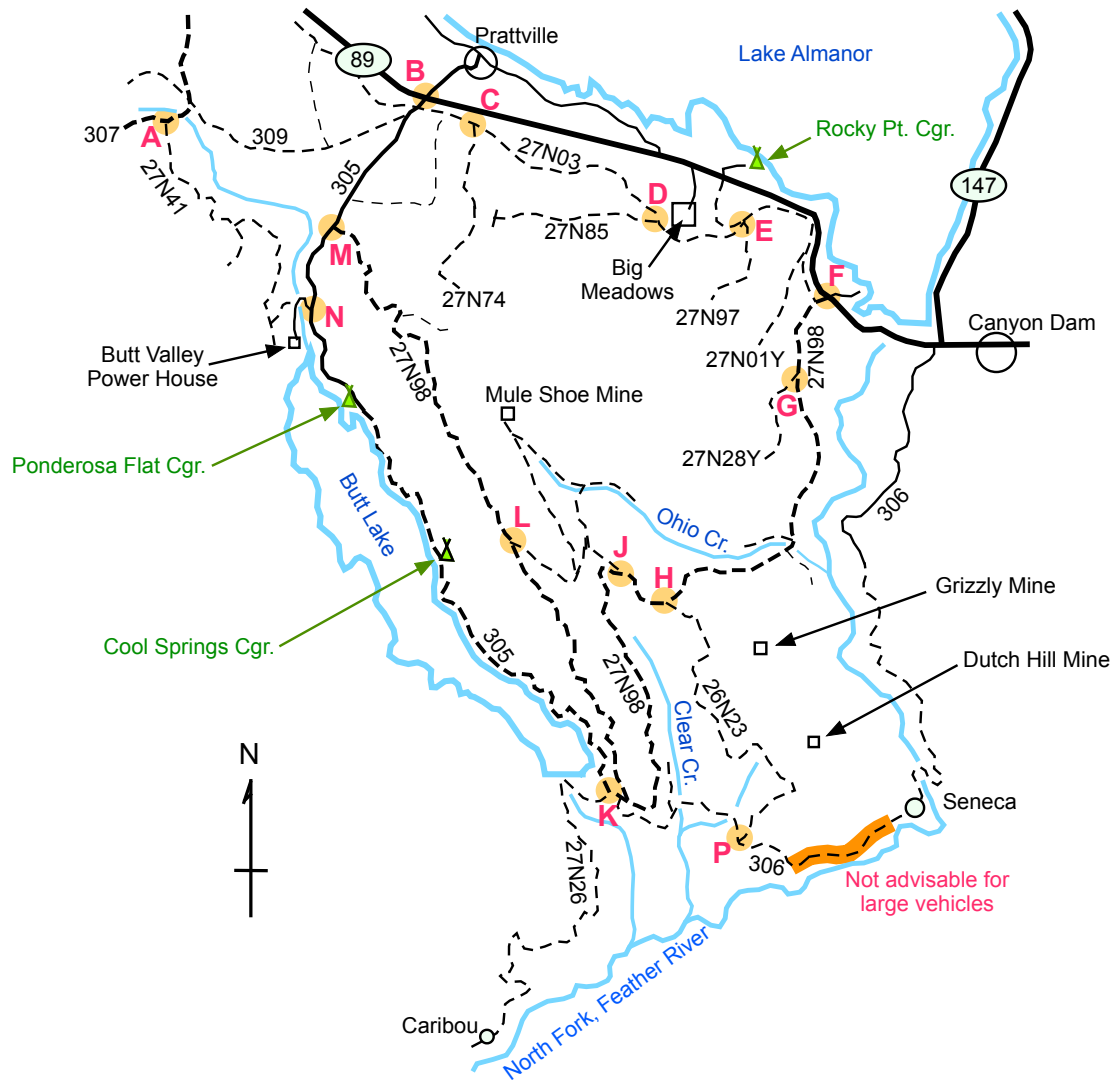 Prattville
Lake Almanor
89
B
C
Rocky Pt. Cgr.
307
A
309
27N03
147
305
27N41
D
E
M
27N85
Big
Meadows
F
27N74
27N97
N
Canyon Dam
27N01Y
27N98
Butt Valley
Power House
27N98
G
Mule Shoe Mine
Ponderosa Flat Cgr.
27N28Y
Butt Lake
306
L
Ohio Cr.
J
H
Grizzly Mine
Cool Springs Cgr.
305
Dutch Hill Mine
27N98
26N23
Clear Cr.
N
K
Seneca
P
306
27N26
Not advisable for
large vehicles
North Fork, Feather River
Caribou